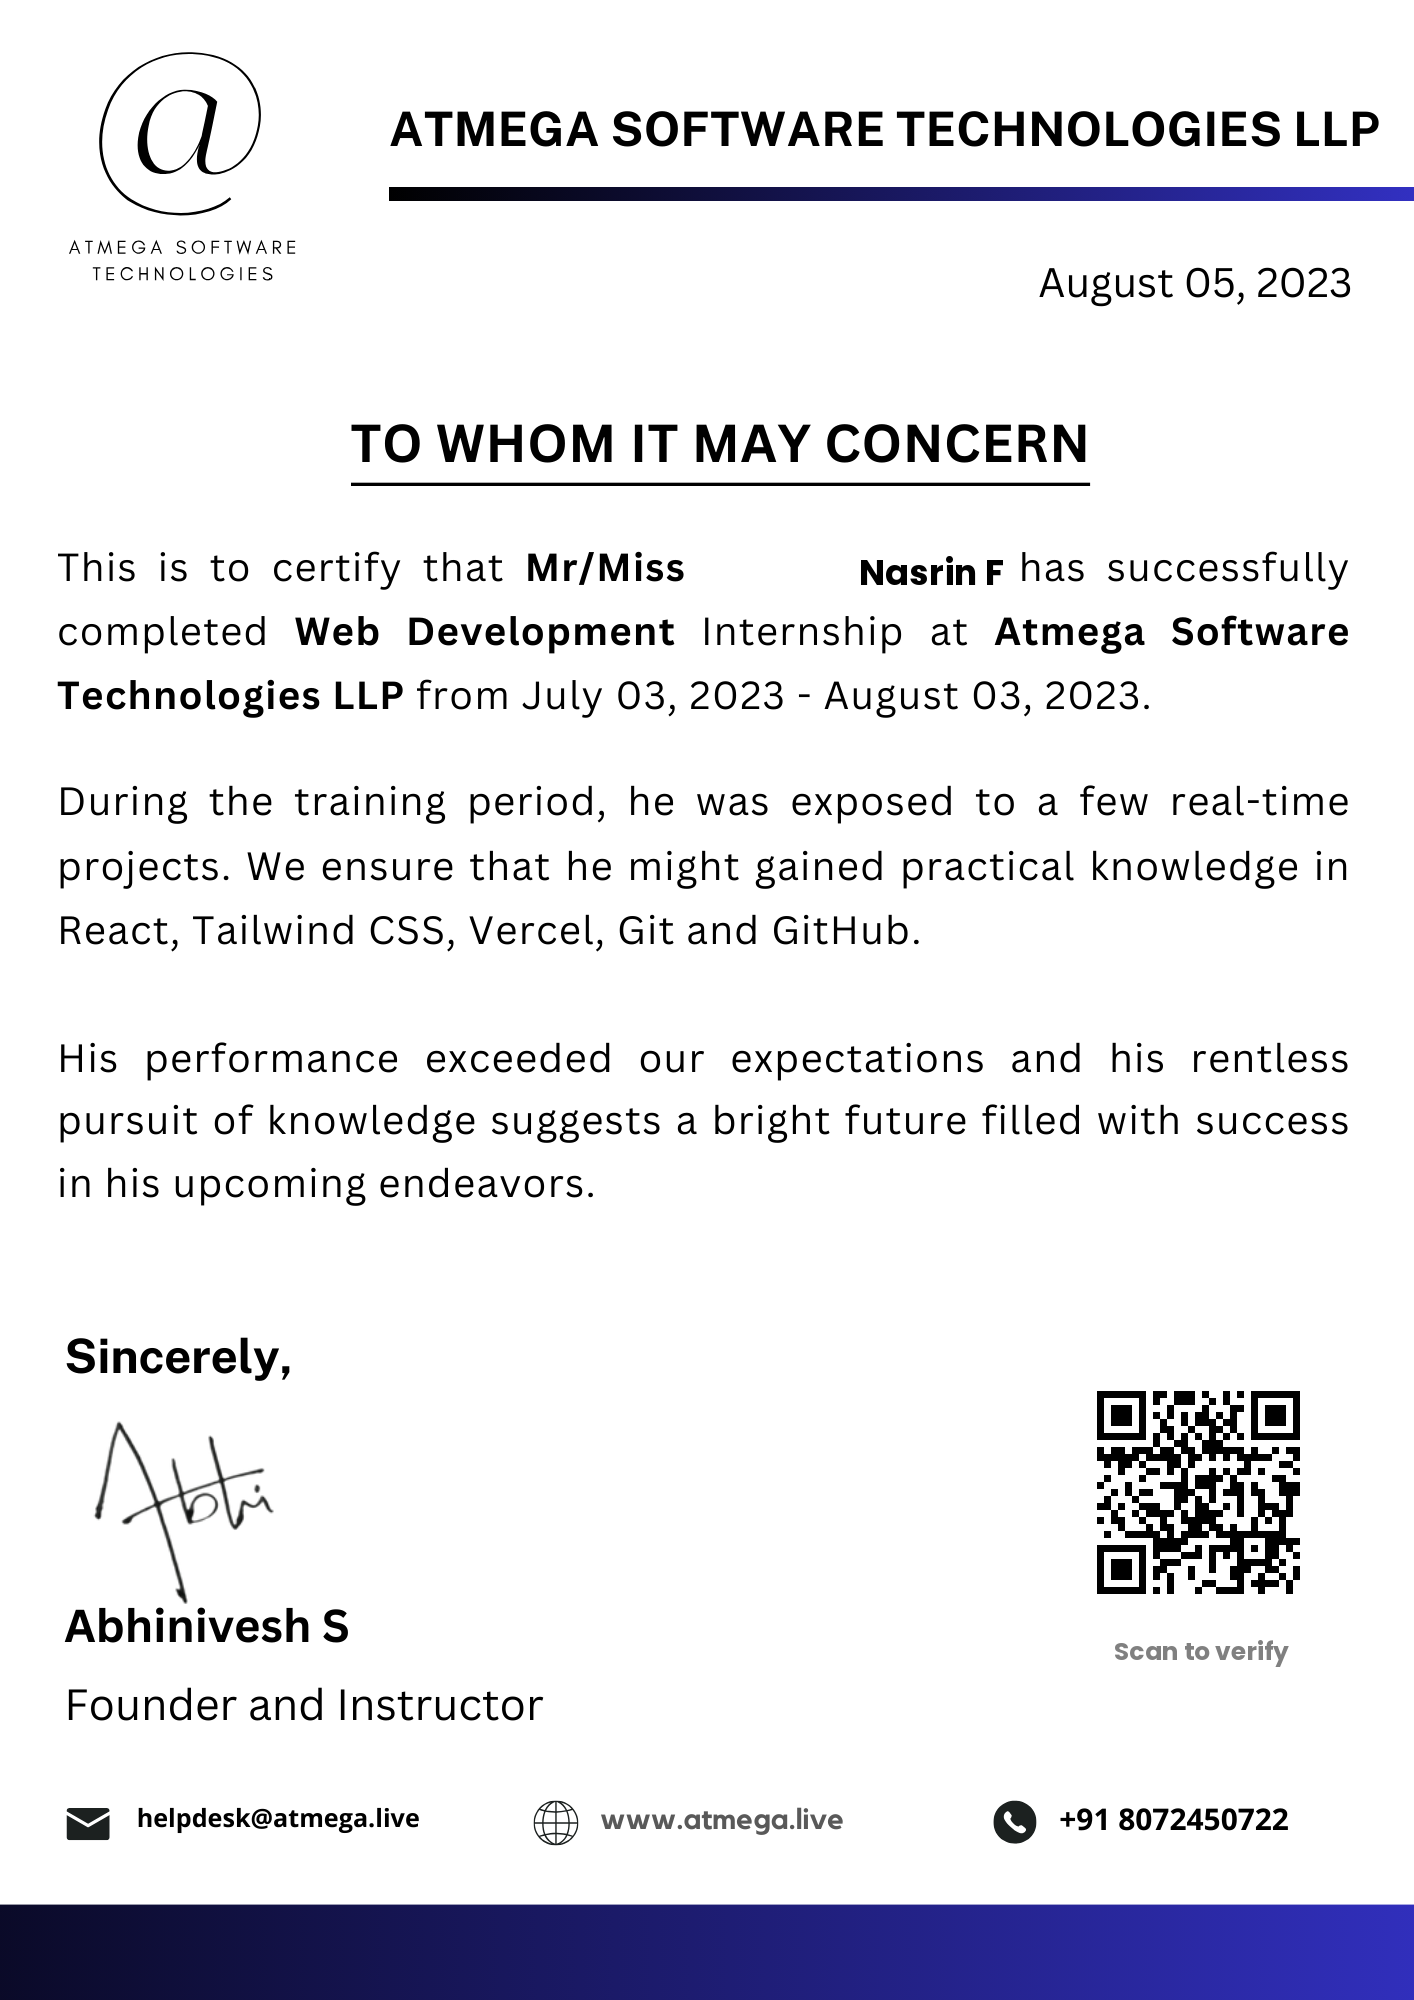 ATMEGA SOFTWARE
TECHNOLOGIES
ATMEGA SOFTWARE TECHNOLOGIES LLP
August 05, 2023
TO WHOM IT MAY CONCERN
This is to certify that Mr/Miss Nasrin F has successfully
completed Web Development Internship at Atmega Software
Technologies LLP from July 03, 2023 - August 03, 2023.
During the training period, he was exposed to a few real-time
projects. We ensure that he might gained practical knowledge in
React, Tailwind CSS, Vercel, Git and GitHub.
His performance exceeded our expectations and his rentless
pursuit of knowledge suggests a bright future filled with success
in his upcoming endeavors.
Sincerely,
Abhi
Abhinivesh S
Founder and Instructor
Scan to verify
helpdesk@atmega.live
www.atmega.live
+91 8072450722